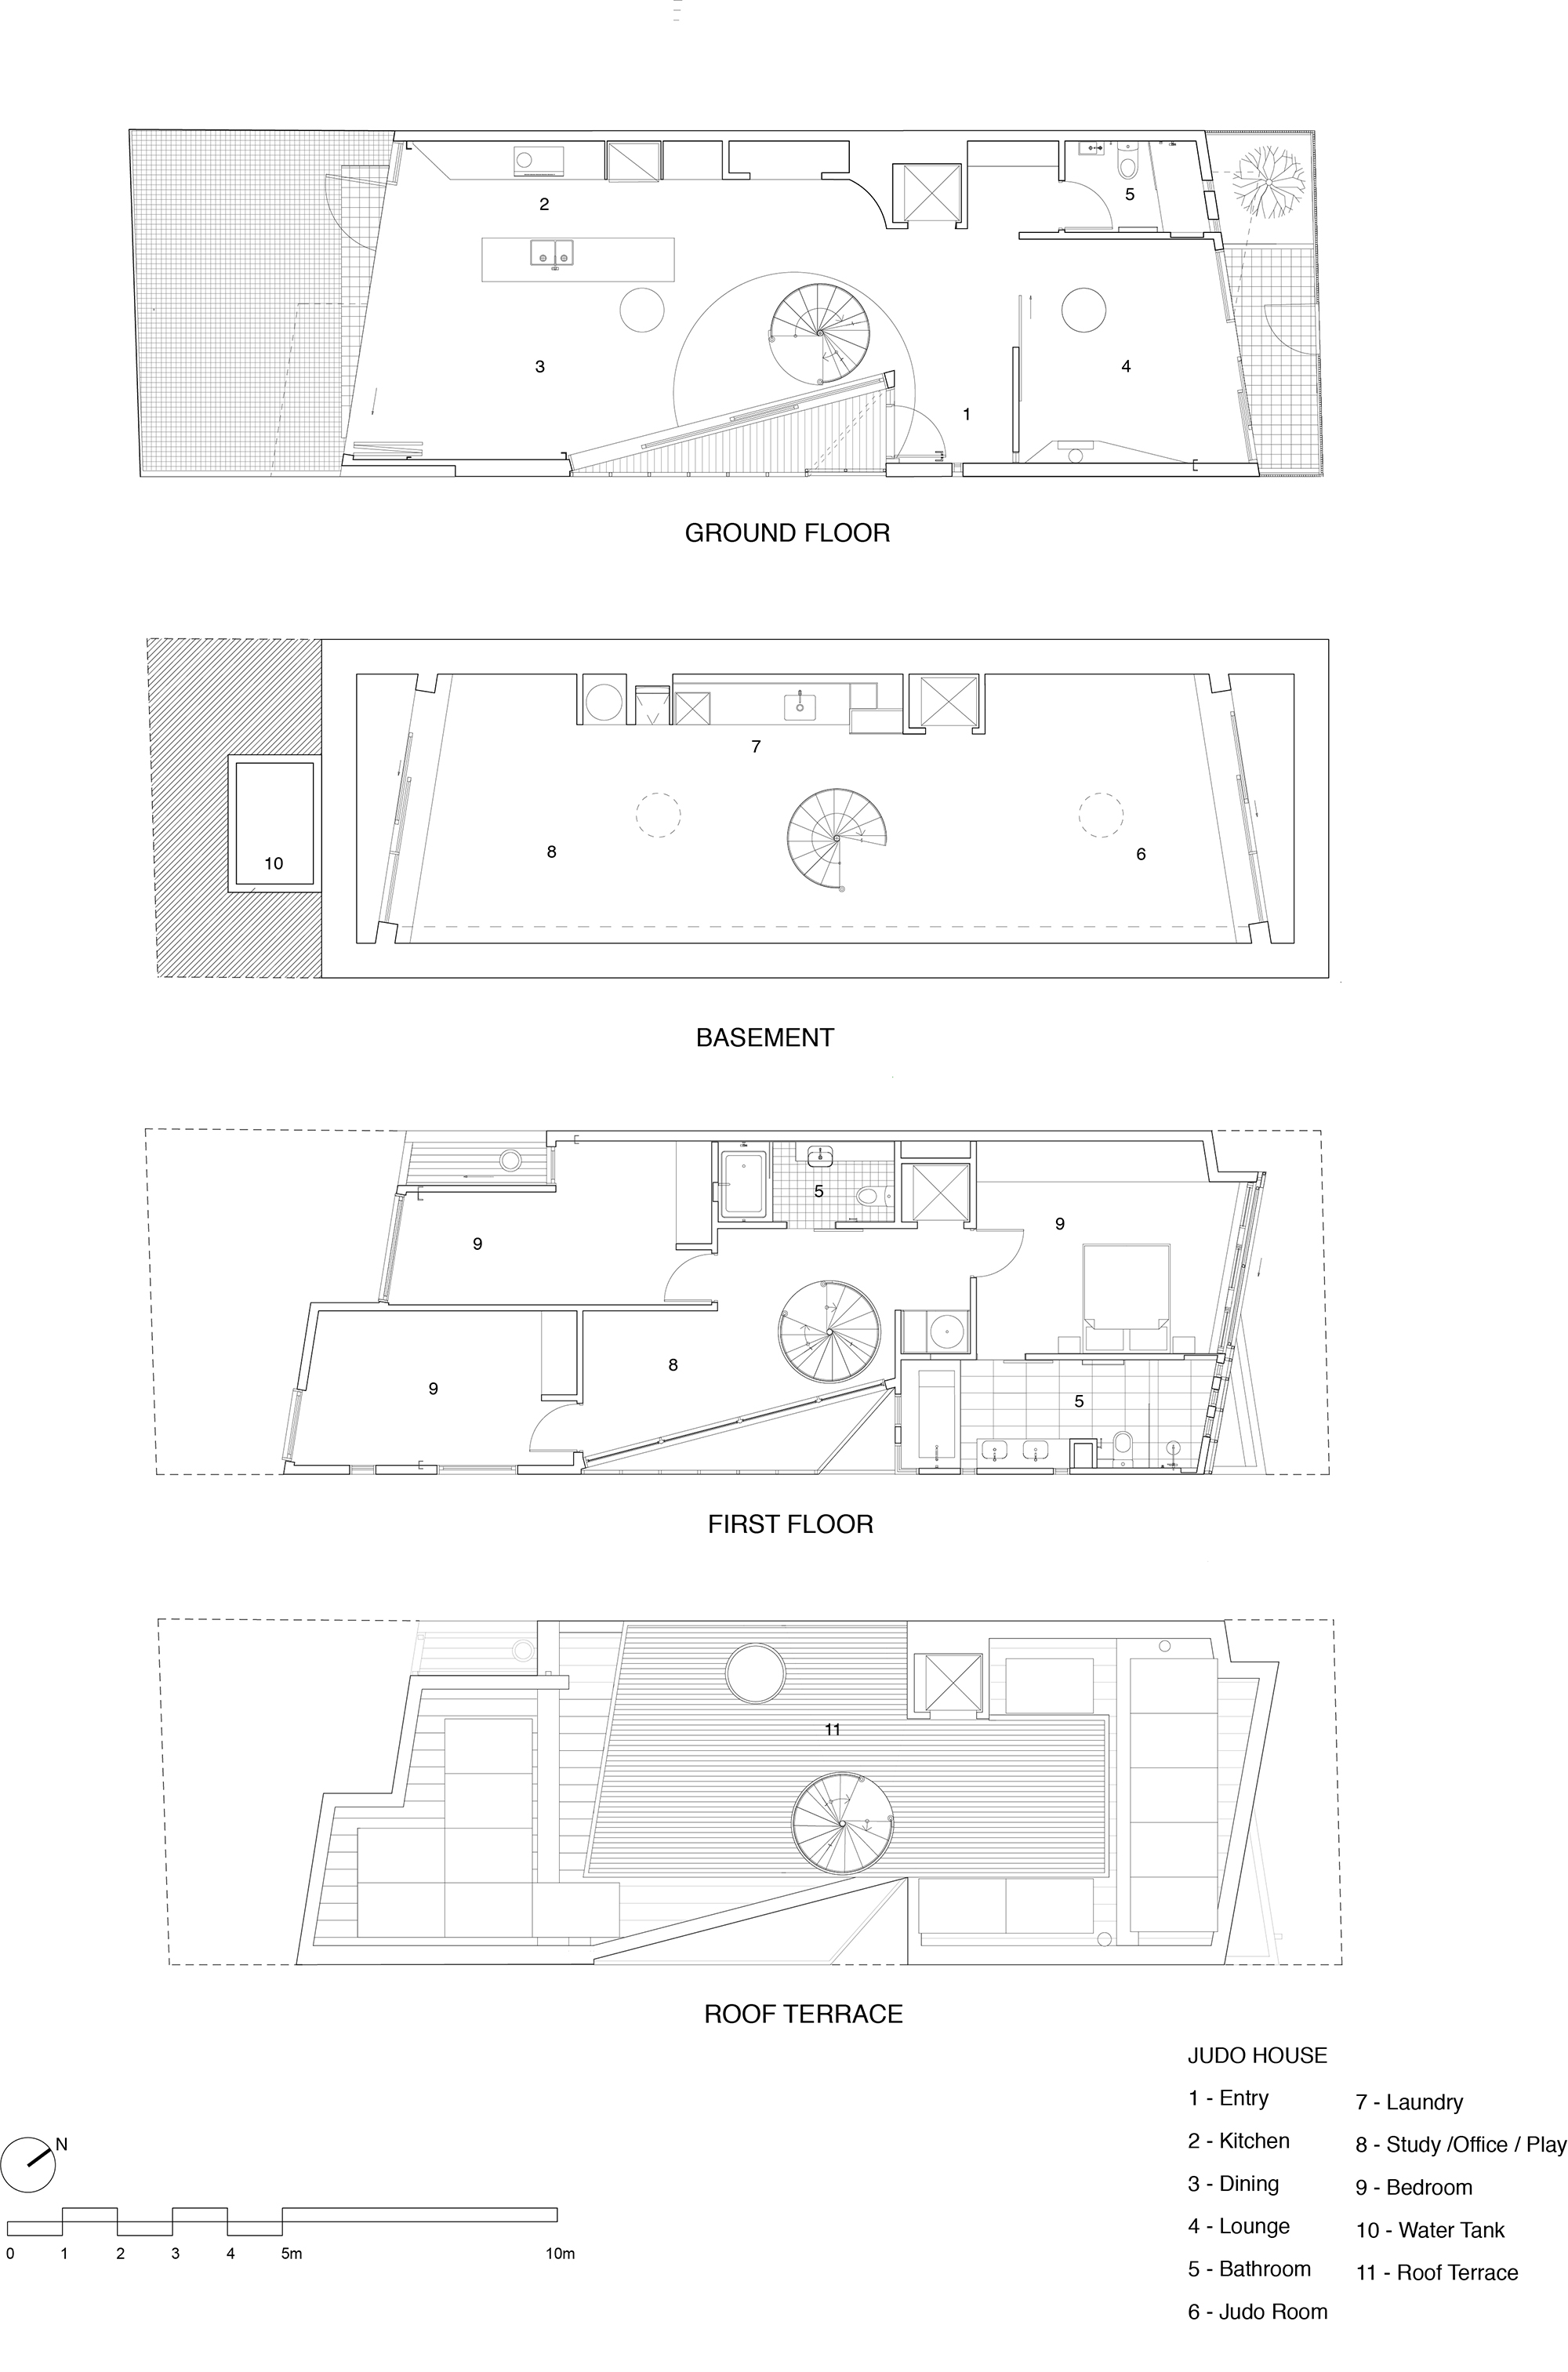 2
5
3
4
1
GROUND FLOOR
7
8
6
10
BASEMENT
5
9
9
8
9
5
FIRST FLOOR
11
ROOF TERRACE
JUDO HOUSE
1 - Entry
2 - Kitchen
3 - Dining
4 - Lounge
5 - Bathroom
6 - Judo Room
7 - Laundry
8 - Study /Office / Play
9 - Bedroom
10 - Water Tank
11 - Roof Terrace
N
0 1 2 3 4 5m 10m